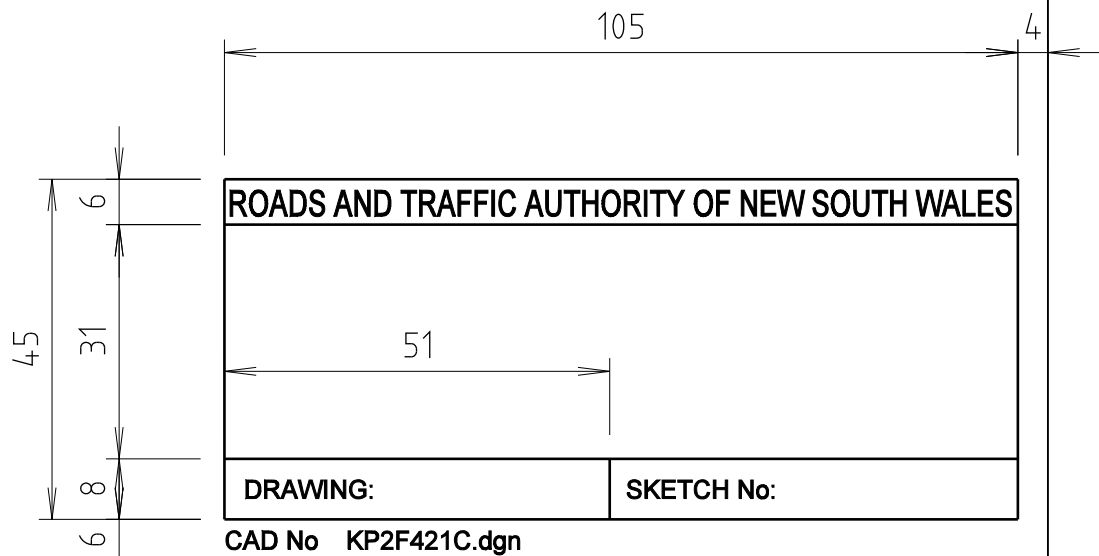 105 4
6
ROADS AND TRAFFIC AUTHORITY OF NEW SOUTH WALES
45
31
51
8
DRAWING: SKETCH No:
6
CAD No KP2F421C.dgn